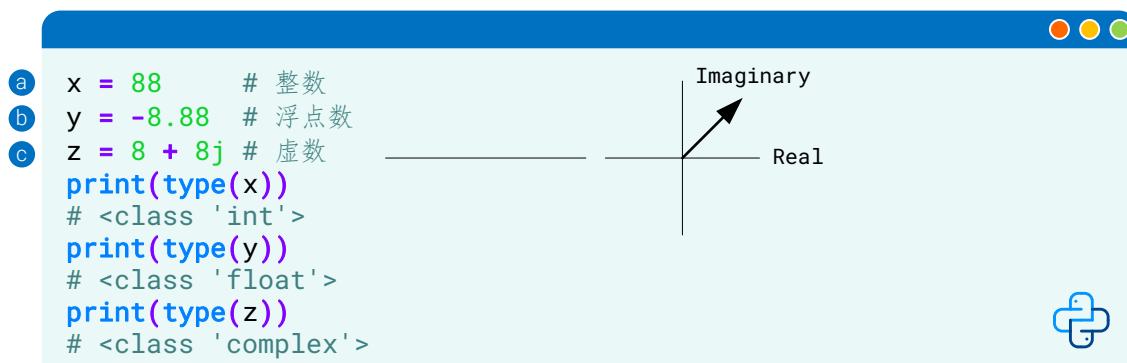 Imaginary
a x = 88 # 整数
b y = -8.88 # 浮点数
c z = 8 + 8j # 虚数
Real
print(type(x))
# <class 'int'>
print(type(y))
# <class 'float'>
print(type(z))
# <class 'complex'>